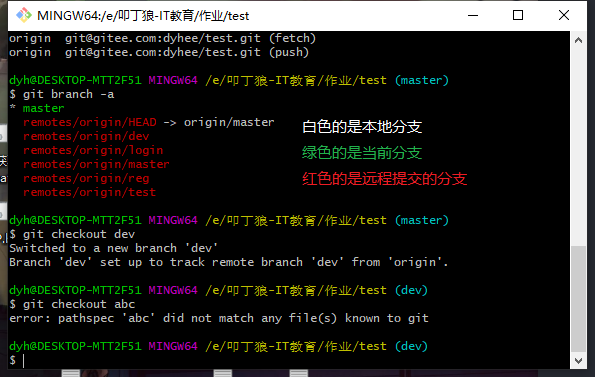 MINGW64:/e/叩丁狼-IT教育/作业/test
origin  git@gitee.com:dyhee/test.git (fetch)
origin  git@gitee.com:dyhee/test.git (push)
dyh@DESKTOP-MTT2F51 MINGW64 /e/叩丁狼-IT教育/作业/test (master)
$ git branch -a
* master
  remotes/origin/HEAD -> origin/master
  remotes/origin/dev
  remotes/origin/login
  remotes/origin/master
  remotes/origin/reg
  remotes/origin/test
白色的是本地分支
绿色的是当前分支
红色的是远程提交的分支
dyh@DESKTOP-MTT2F51 MINGW64 /e/叩丁狼-IT教育/作业/test (master)
$ git checkout dev
Switched to a new branch 'dev'
Branch 'dev' set up to track remote branch 'dev' from 'origin'.
dyh@DESKTOP-MTT2F51 MINGW64 /e/叩丁狼-IT教育/作业/test (dev)
$ git checkout abc
error: pathspec 'abc' did not match any file(s) known to git
dyh@DESKTOP-MTT2F51 MINGW64 /e/叩丁狼-IT教育/作业/test (dev)
$